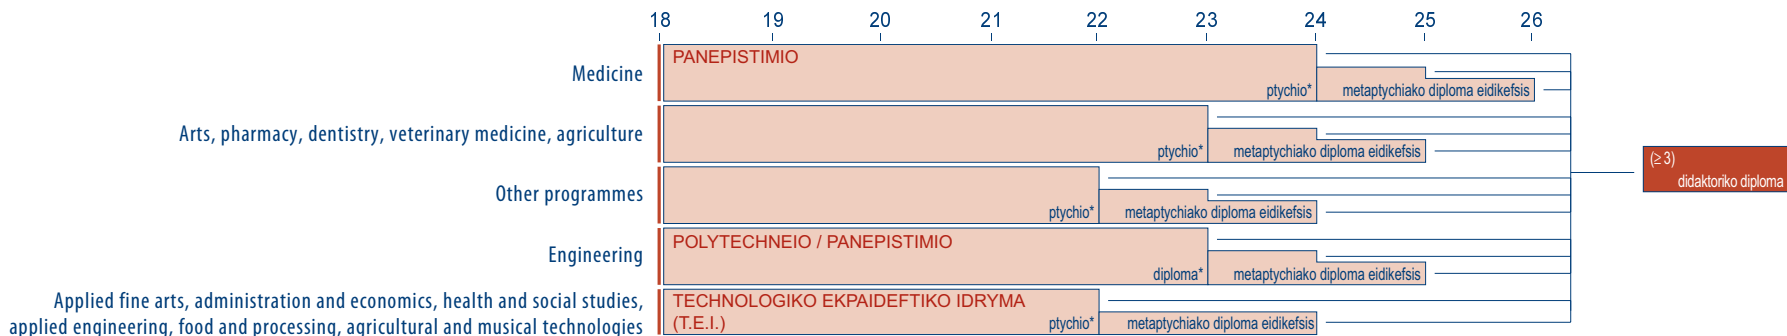 18 19 20 21 22 23 24 25 26
PANEPISTIMIO
Medicine
ptychio* metaptychiako diploma eidikefsis
Arts, pharmacy, dentistry, veterinary medicine, agriculture
ptychio* metaptychiako diploma eidikefsis
(≥ 3)
didaktoriko diploma
Other programmes
ptychio* metaptychiako diploma eidikefsis
POLYTECHNEIO / PANEPISTIMIO
Engineering
diploma* metaptychiako diploma eidikefsis
Applied fine arts, administration and economics, health and social studies,
applied engineering, food and processing, agricultural and musical technologies
TECHNOLOGIKO EKPAIDEFTIKO IDRYMA
(T.E.I.)
ptychio* metaptychiako diploma eidikefsis